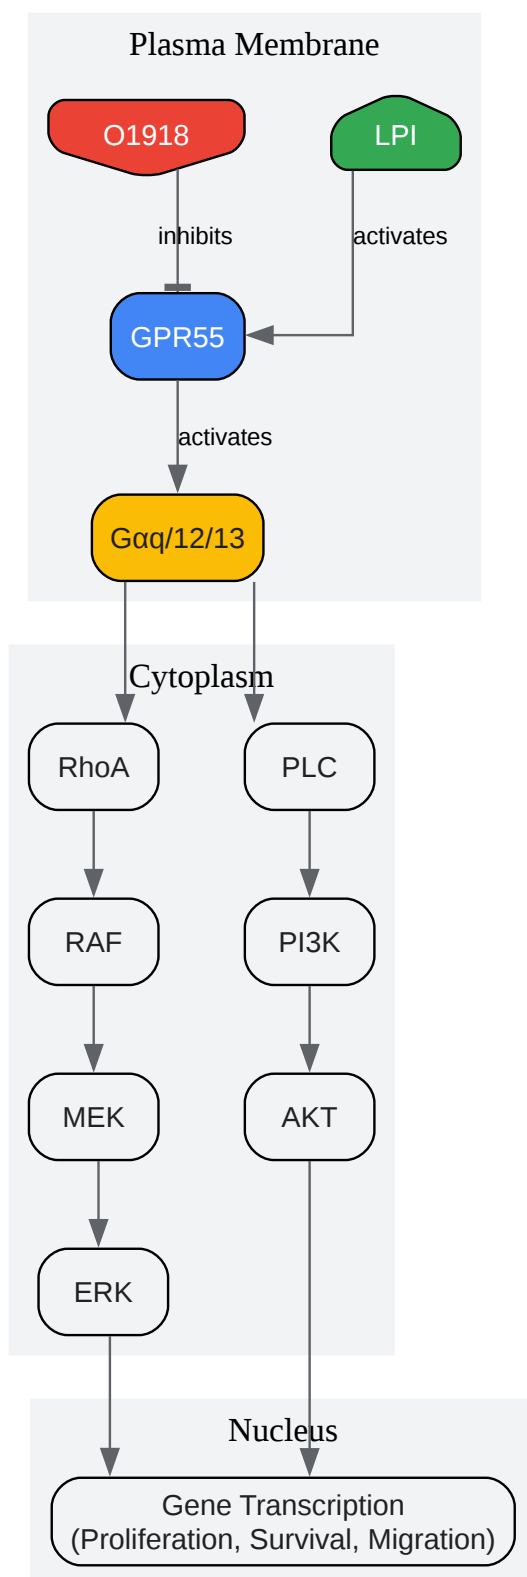 Plasma Membrane
O1918
LPI
inhibits
activates
GPR55
activates
Gαq/12/13
Cytoplasm
RhoA
PLC
RAF
PI3K
MEK
AKT
ERK
Nucleus
Gene Transcription
(Proliferation, Survival, Migration)